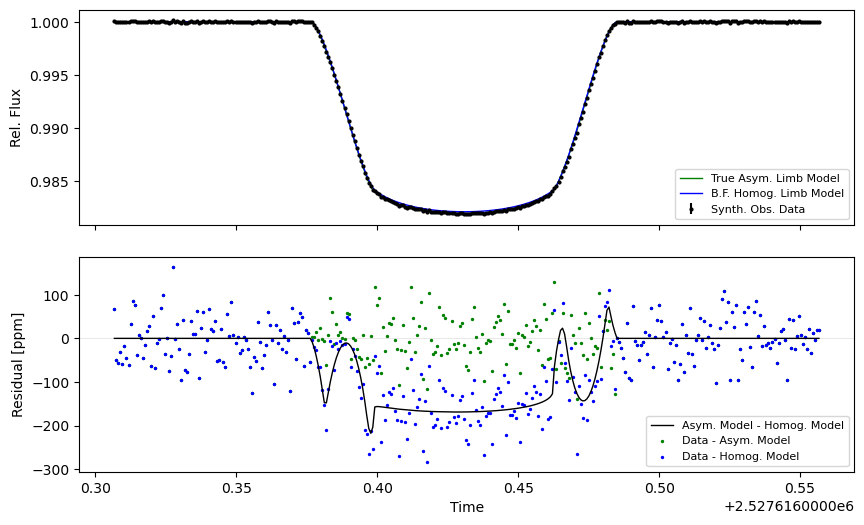 1.000
0.995
0.990
0.985
Rel. Flux
True Asym. Limb Model
B.F. Homog. Limb Model
Synth. Obs. Data
100
0
−100
−200
−300
Residual [ppm]
Asym. Model - Homog. Model
Data - Asym. Model
Data - Homog. Model
0.30 0.35 0.40 0.45 0.50 0.55
Time
+2.5276160000e6